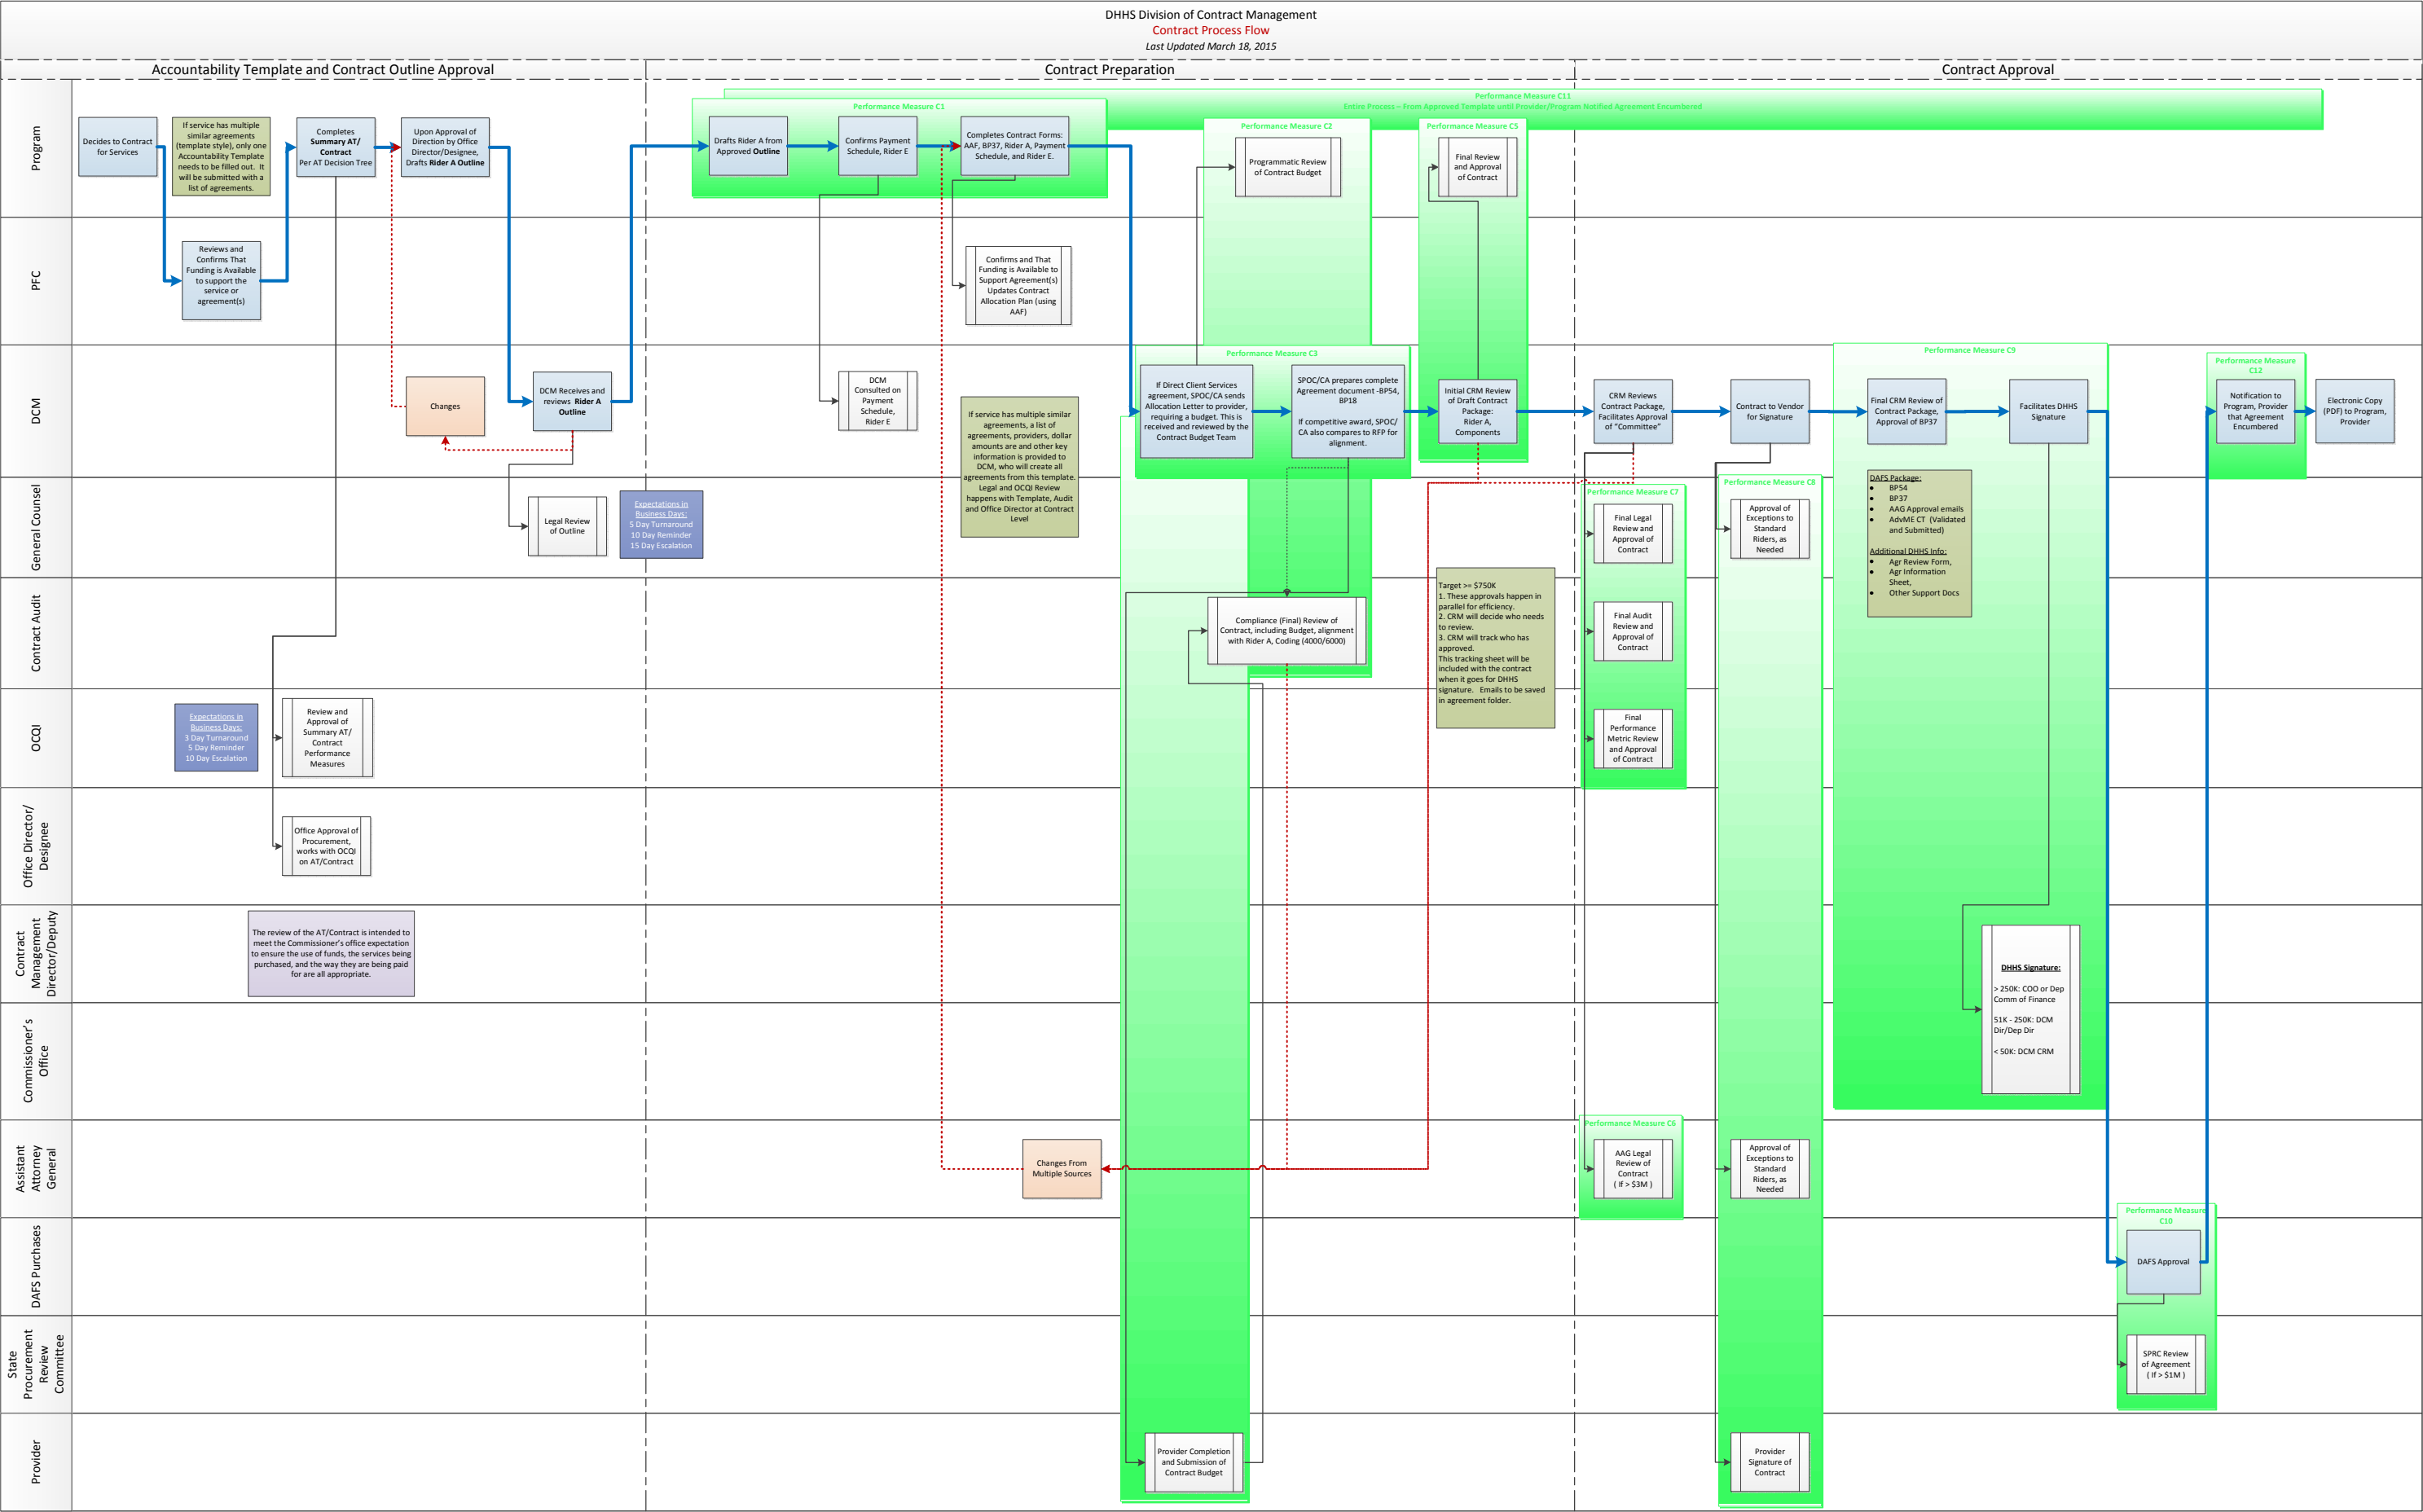 DHHS Division of Contract Management
Contract Process Flow
Last Updated March 18, 2015
Accountability Template and Contract Outline Approval
Contract Preparation
Contract Approval
Program
Decides to Contract
for Services
If service has multiple
similar agreements
(template style), only one
Accountability Template
needs to be filled out. It
will be submitted with a
list of agreements.
Completes
Summary AT/
Contract
Per AT Decision Tree
Upon Approval of
Direction by Office
Director/Designee,
Drafts Rider A Outline
Performance Measure C1
Drafts Rider A from
Approved Outline
Confirms Payment
Schedule, Rider E
Completes Contract Forms:
AAF, BP37, Rider A, Payment
Schedule, and Rider E.
Performance Measure C11
Entire Process – From Approved Template until Provider/Program Notified Agreement Encumbered
Performance Measure C2
Programmatic Review
of Contract Budget
Performance Measure C5
Final Review
and Approval
of Contract
PFC
Reviews and
Confirms That
Funding is Available
to support the
service or
agreement(s)
Confirms and That
Funding is Available to
Support Agreement(s)
Updates Contract
Allocation Plan (using
AAF)
DCM
Changes
DCM Receives and
reviews Rider A
Outline
DCM
Consulted on
Payment
Schedule,
Rider E
If service has multiple similar
agreements, a list of
agreements, providers, dollar
amounts are and other key
information is provided to
DCM, who will create all
agreements from this template.
Legal and OCQI Review
happens with Template, Audit
and Office Director at Contract
Level
Performance Measure C3
If Direct Client Services
agreement, SPOC/CA sends
Allocation Letter to provider,
requiring a budget. This is
received and reviewed by the
Contract Budget Team
SPOC/CA prepares complete
Agreement document -BP54,
BP18
If competitive award, SPOC/
CA also compares to RFP for
alignment.
Initial CRM Review
of Draft Contract
Package:
Rider A,
Components
CRM Reviews
Contract Package,
Facilitates Approval
of “Committee”
Contract to Vendor
for Signature
Performance Measure C9
Final CRM Review of
Contract Package,
Approval of BP37
Facilitates DHHS
Signature
Performance Measure
C12
Notification to
Program, Provider
that Agreement
Encumbered
Electronic Copy
(PDF) to Program,
Provider
General Counsel
Legal Review
of Outline
Expectations in
Business Days:
5 Day Turnaround
10 Day Reminder
15 Day Escalation
Performance Measure C7
Final Legal
Review and
Approval of
Contract
Performance Measure C8
Approval of
Exceptions to
Standard
Riders, as
Needed
DAFS Package:
• BP54
• BP37
• AAG Approval emails
• AdvME CT (Validated
and Submitted)
Additional DHHS Info:
• Agr Review Form,
• Agr Information
Sheet,
• Other Support Docs
Contract Audit
Compliance (Final) Review of
Contract, including Budget, alignment
with Rider A, Coding (4000/6000)
Target >= $750K
1. These approvals happen in
parallel for efficiency.
2. CRM will decide who needs
to review.
3. CRM will track who has
approved.
This tracking sheet will be
included with the contract
when it goes for DHHS
signature. Emails to be saved
in agreement folder.
Final Audit
Review and
Approval of
Contract
OCQI
Expectations in
Business Days:
3 Day Turnaround
5 Day Reminder
10 Day Escalation
Review and
Approval of
Summary AT/
Contract
Performance
Measures
Final
Performance
Metric Review
and Approval
of Contract
Office Director/
Designee
Office Approval of
Procurement,
works with OCQI
on AT/Contract
Contract
Management
Director/Deputy
The review of the AT/Contract is intended to
meet the Commissioner’s office expectation
to ensure the use of funds, the services being
purchased, and the way they are being paid
for are all appropriate.
DHHS Signature:
> 250K: COO or Dep
Comm of Finance
51K - 250K: DCM
Dir/Dep Dir
< 50K: DCM CRM
Commissioner’s
Office
Assistant
Attorney
General
Changes From
Multiple Sources
Performance Measure C6
AAG Legal
Review of
Contract
( If > $3M )
Approval of
Exceptions to
Standard
Riders, as
Needed
DAFS Purchases
Performance Measure
C10
DAFS Approval
State
Procurement
Review
Committee
SPRC Review
of Agreement
( If > $1M )
Provider
Provider Completion
and Submission of
Contract Budget
Provider
Signature of
Contract